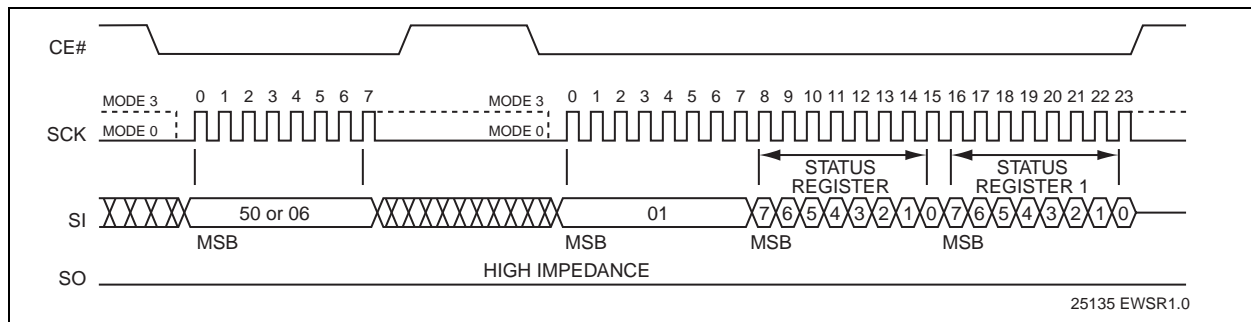 CE#
MODE 3 0 1 2 3 4 5 6 7 MODE 3 0 1 2 3 4 5 6 7 8 9 10 11 12 13 14 15 16 17 18 19 20 21 22 23
SCK MODE 0 MODE 0
STATUS REGISTER STATUS REGISTER 1
SI 50 or 06 01 7 6 5 4 3 2 1 0 7 6 5 4 3 2 1 0
MSB MSB MSB MSB
HIGH IMPEDANCE
SO
25135 EWSR1.0